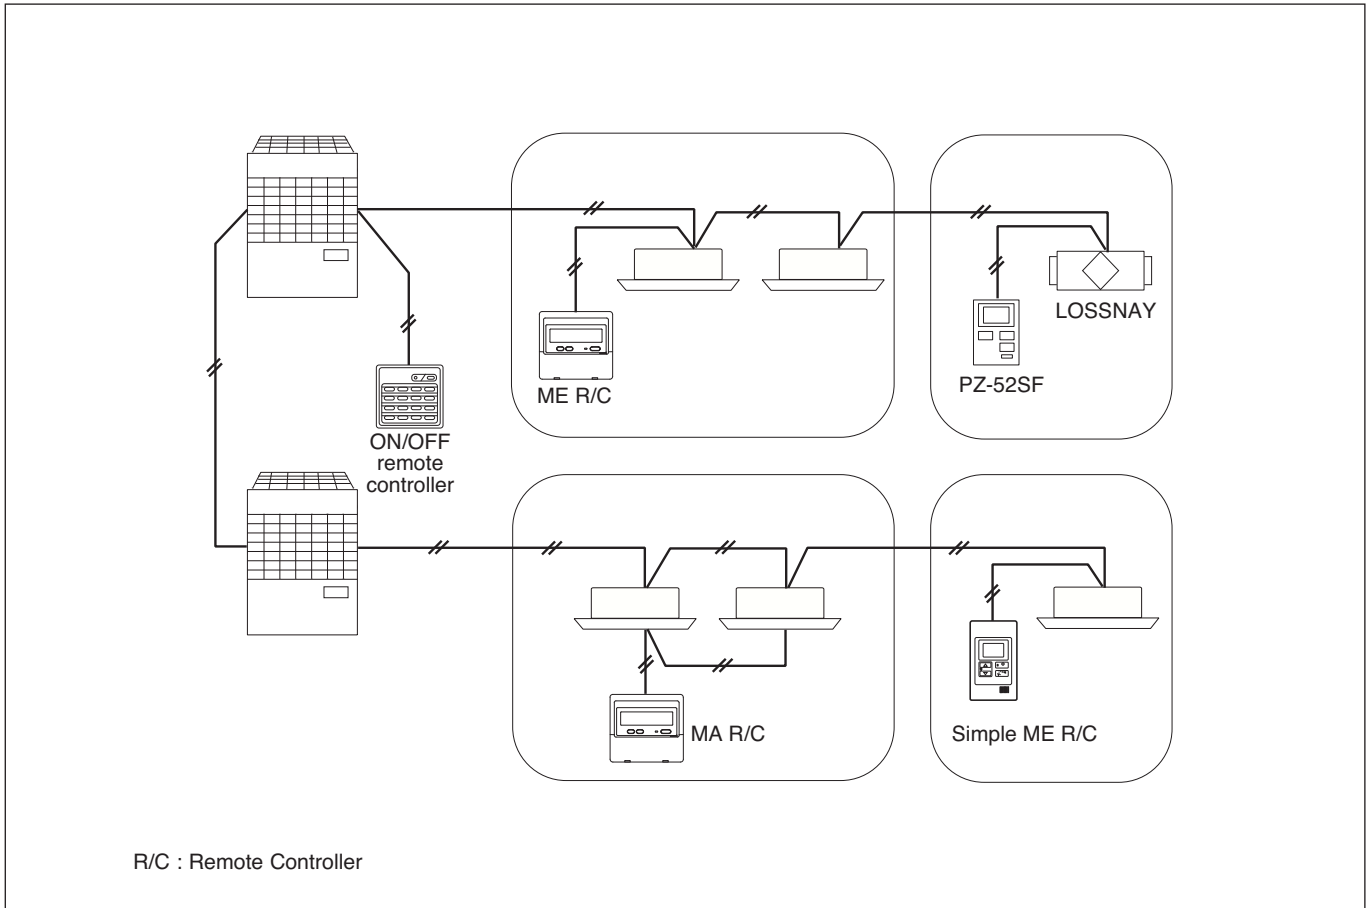 LOSSNAY
PZ-52SF
ME R/C
ON/OFF
remote
controller
MA R/C
Simple ME R/C
R/C : Remote Controller